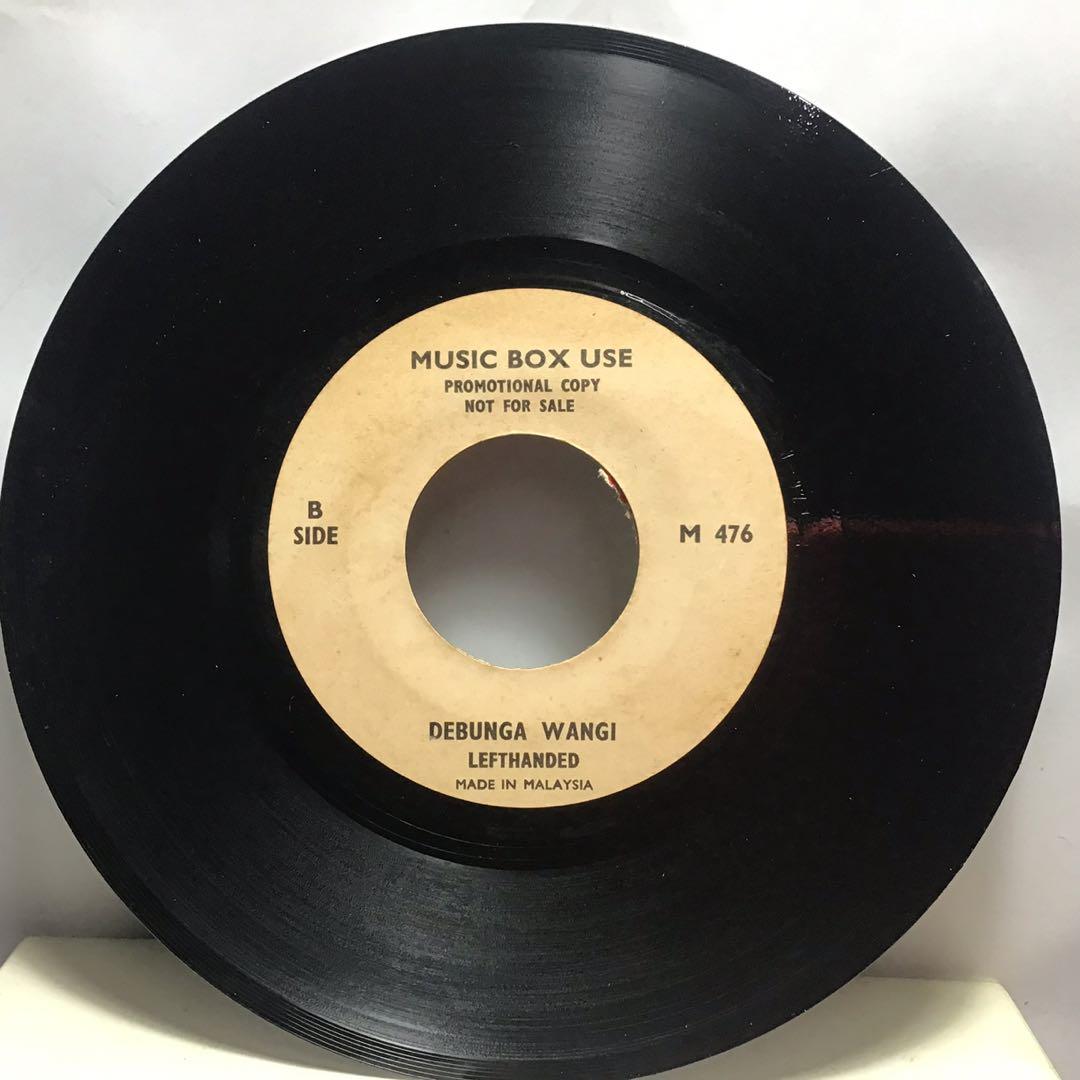 MUSIC BOX USE
PROMOTIONAL COPY
NOT FOR SALE
B
SIDE
M 476
DEBUNGA WANGI
LEFTHANDED
MADE IN MALAYSIA